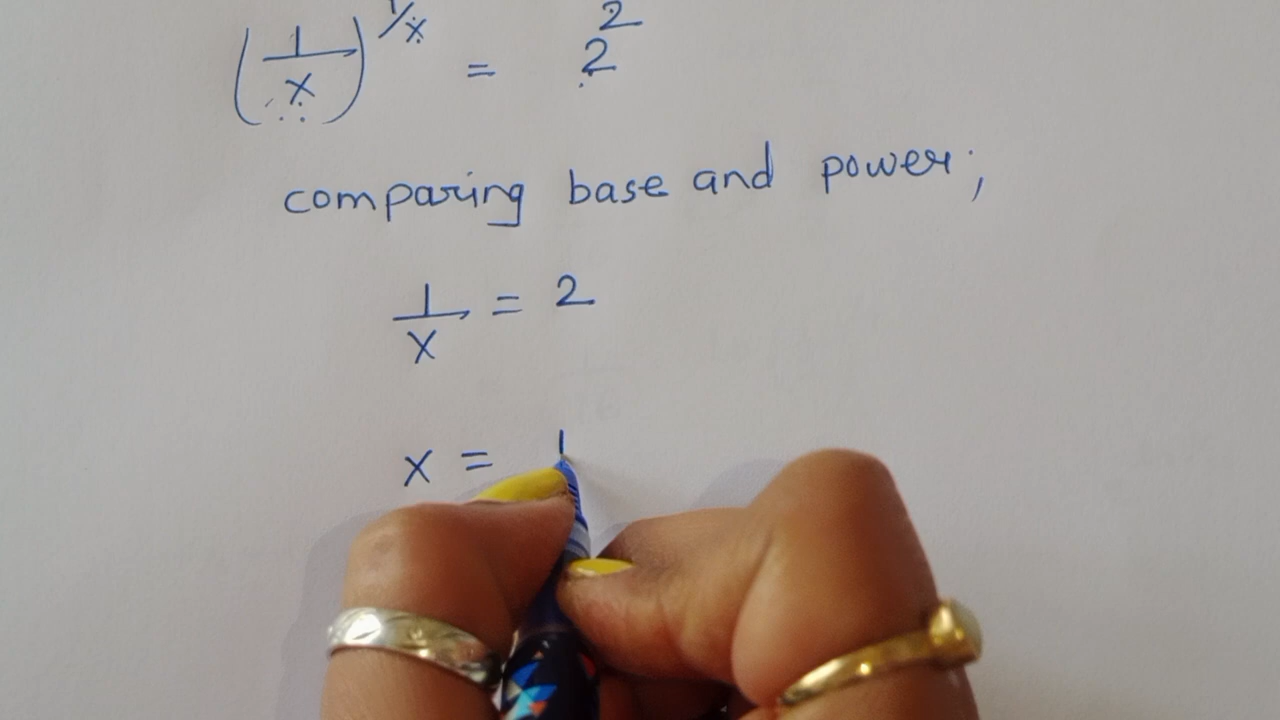 (1/x)^1/x = 2^2
comparing base and power;
1/x = 2
x = 1